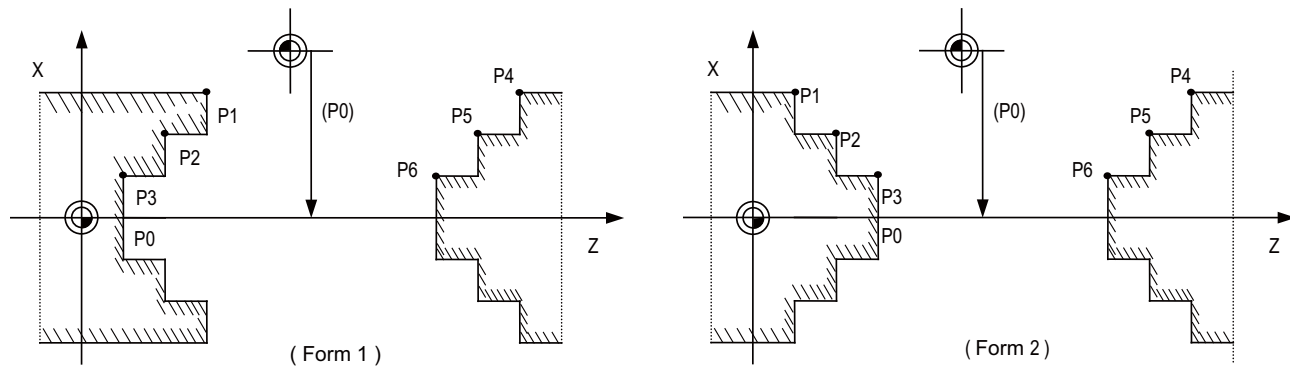 X
P1
P2
P3
P0
(P0)
P4
P5
P6
Z
( Form 1 )
X
P1
P2
P3
P0
(P0)
P4
P5
P6
Z
( Form 2 )